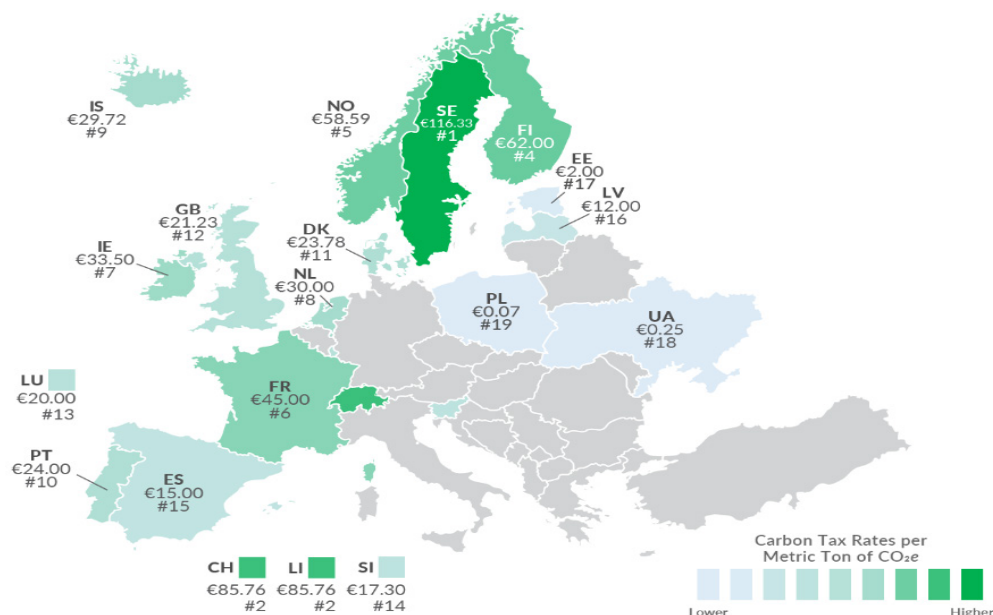 IS
€29.72
#9
NO
€58.59
#5
SE
€116.33
#1
FI
€62.00
#4
EE
€2.00
#17
LV
€12.00
#16
GB
€21.23
#12
IE
€33.50
#7
DK
€23.78
#11
NL
€30.00
#8
PL
€0.07
#19
UA
€0.25
#18
LU
€20.00
#13
FR
€45.00
#6
PT
€24.00
#10
ES
€15.00
#15
CH
€85.76
#2
LI
€85.76
#2
SI
€17.30
#14
Carbon Tax Rates per
Metric Ton of CO₂e
Lower
Higher